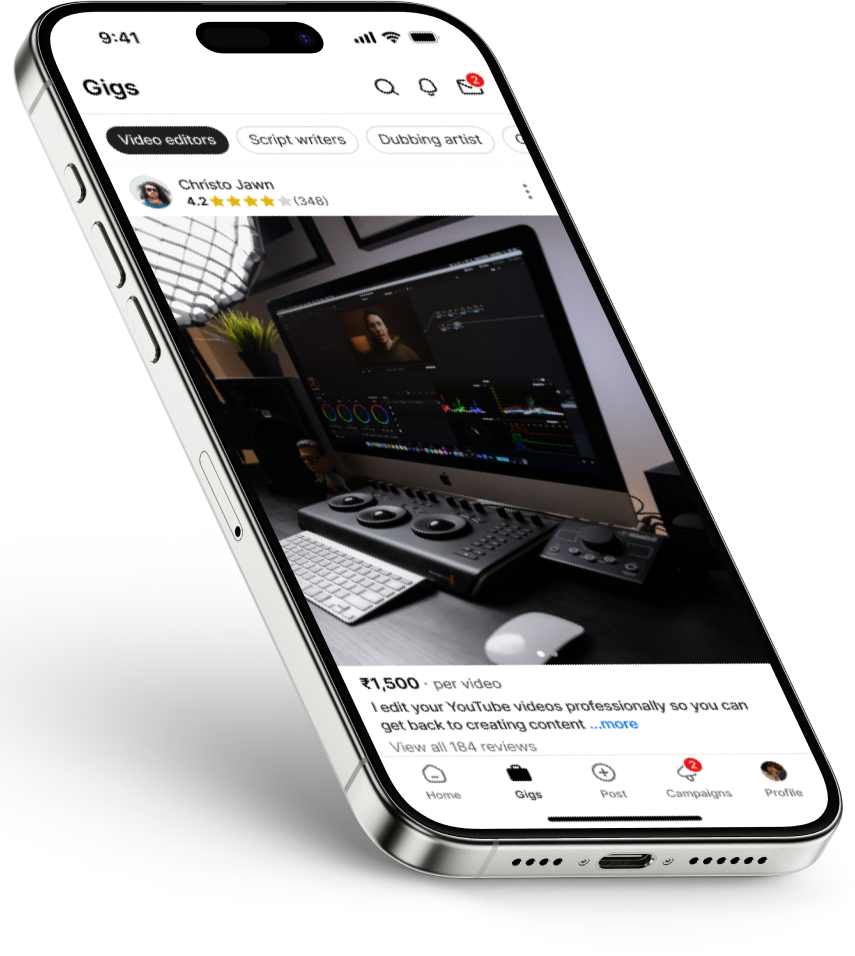 9:41
Gigs
2
Video editors Script writers Dubbing artist
Christo Jawn
4.2 (348)
₹1,500 · per video
I edit your YouTube videos professionally so you can
get back to creating content ...more
View all 184 reviews
2
Home Gigs Post Campaigns Profile